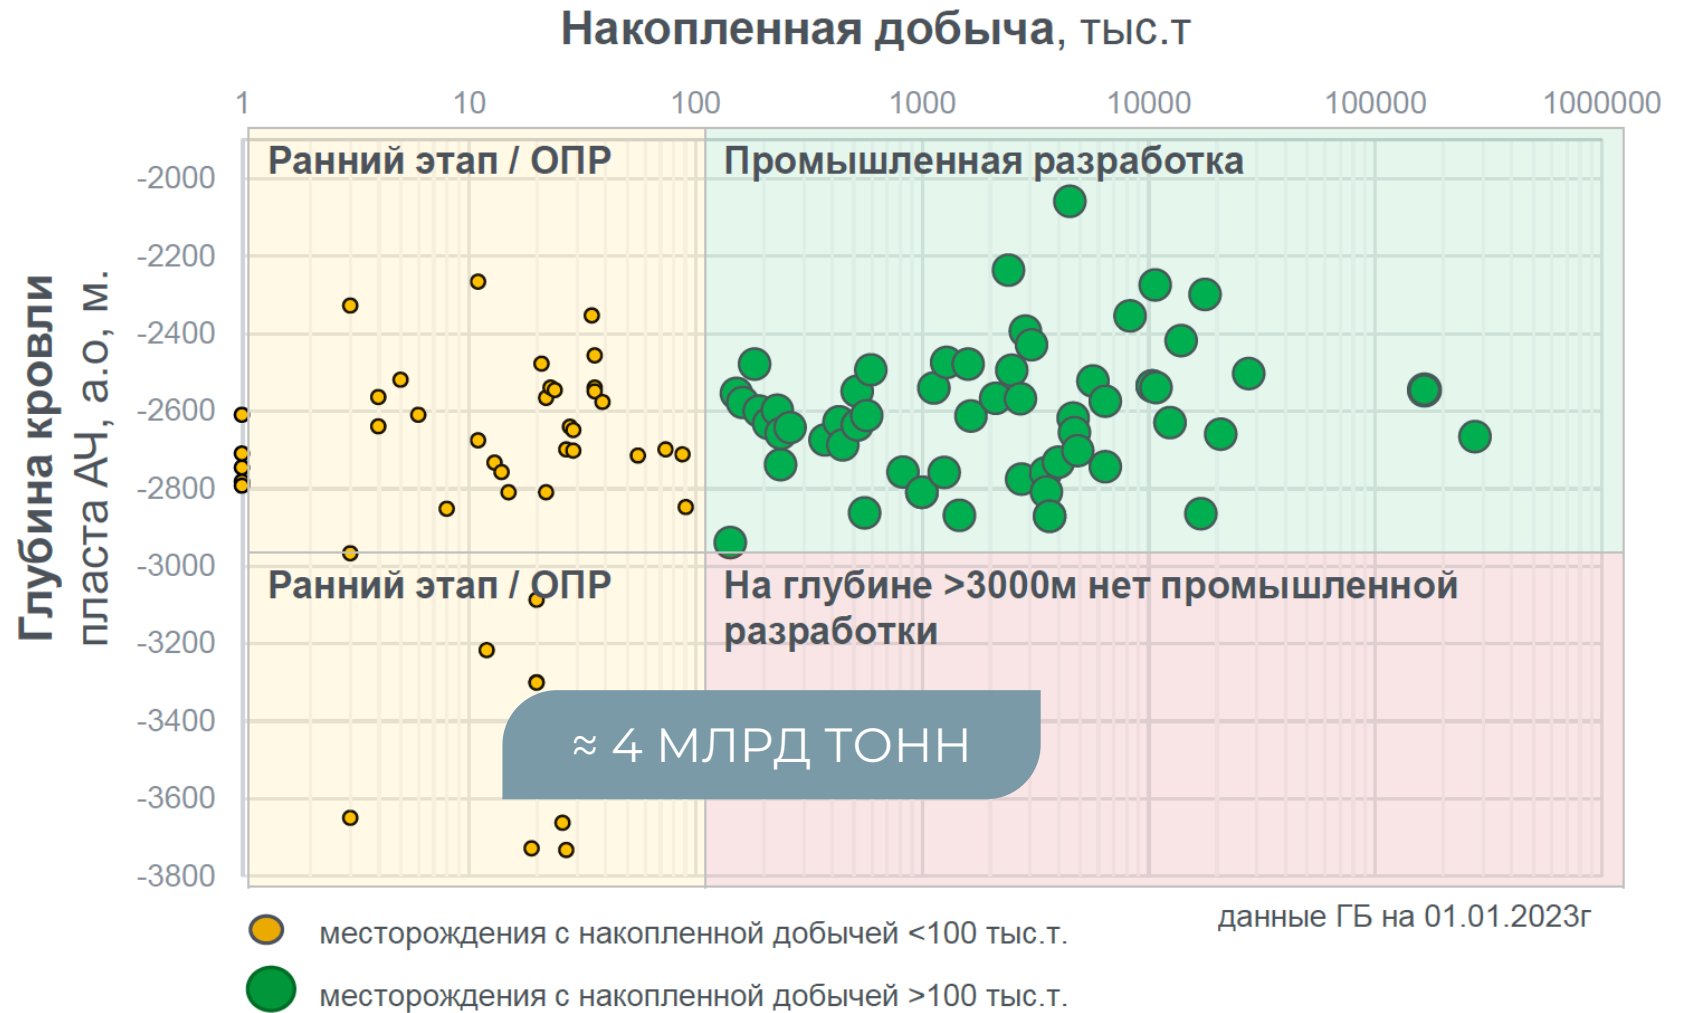 Накопленная добыча, тыс.т
1 10 100 1000 10000 100000 1000000
Глубина кровли
пласта АЧ, а.о, м.
-2000
-2200
-2400
-2600
-2800
-3000
-3200
-3400
-3600
-3800
Ранний этап / ОПР
Промышленная разработка
Ранний этап / ОПР
На глубине >3000м нет промышленной
разработки
≈ 4 МЛРД ТОНН
данные ГБ на 01.01.2023г
месторождения с накопленной добычей <100 тыс.т.
месторождения с накопленной добычей >100 тыс.т.